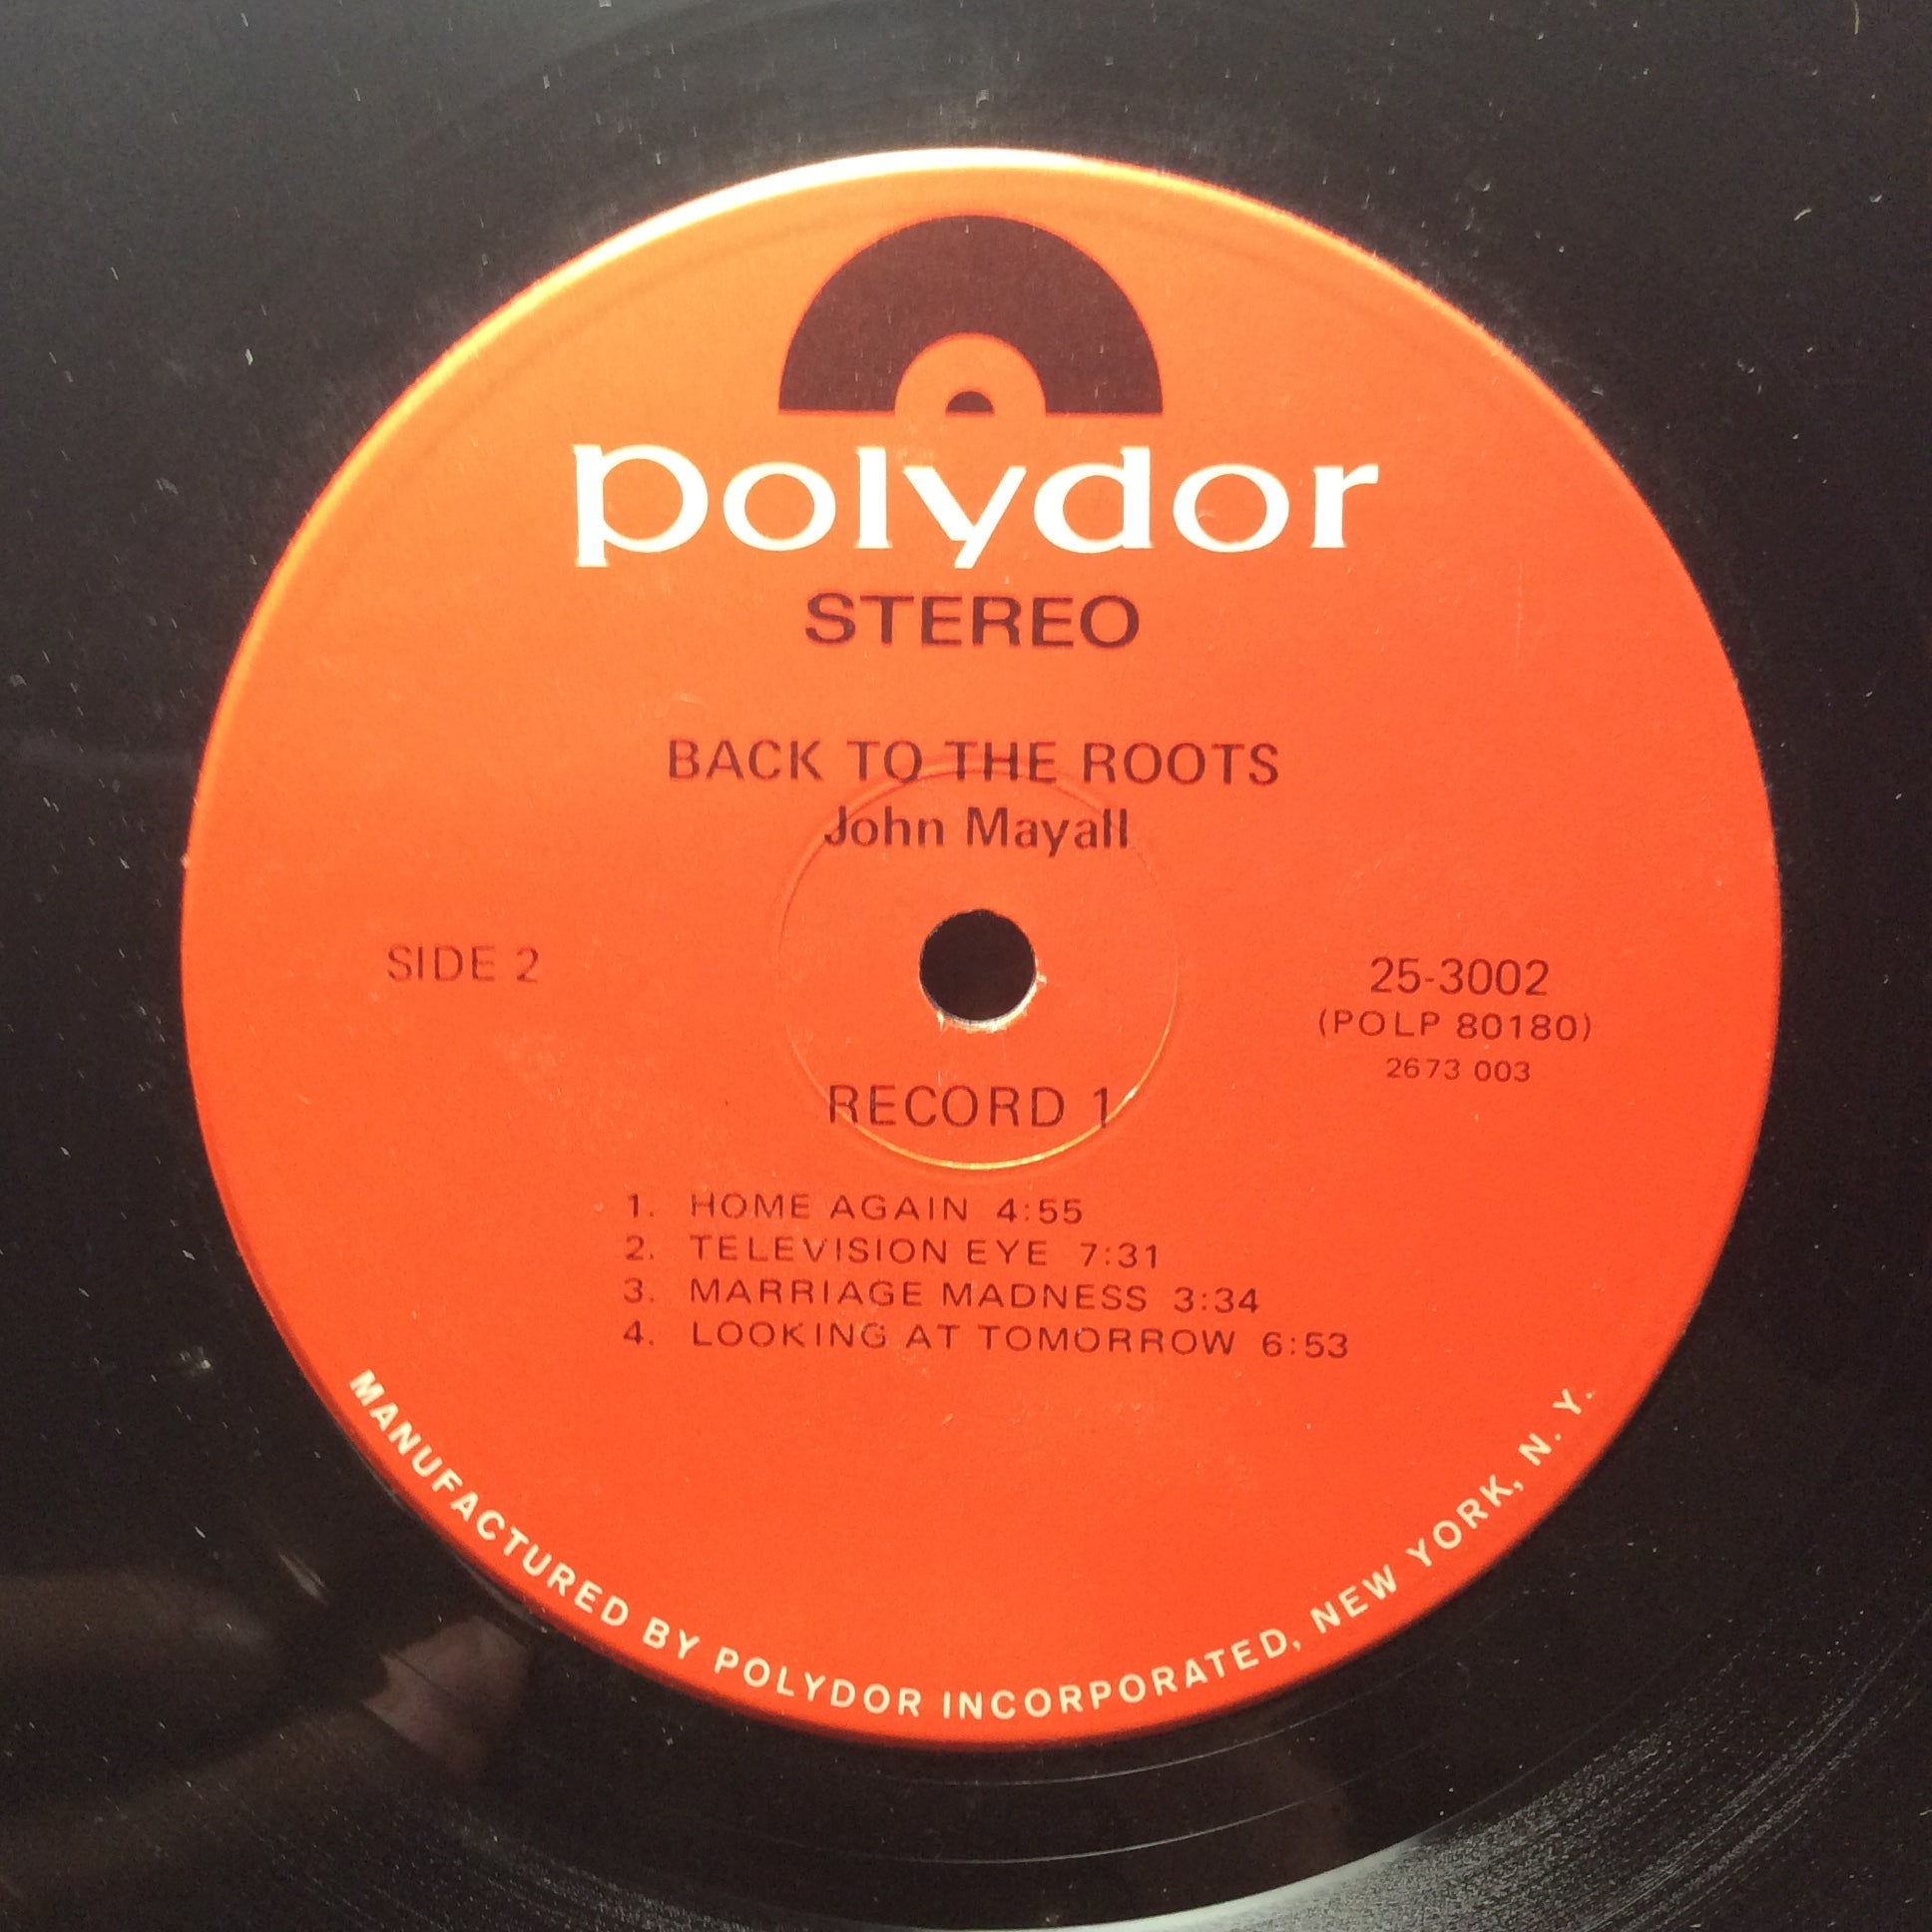 polydor
STEREO
BACK TO THE ROOTS
John Mayall
SIDE 2
25-3002
(POLP 80180)
2673 003
RECORD 1
1. HOME AGAIN 4:55
2. TELEVISION EYE 7:31
3. MARRIAGE MADNESS 3:34
4. LOOKING AT TOMORROW 6:53
MANUFACTURED BY POLYDOR INCORPORATED, NEW YORK, N. Y.